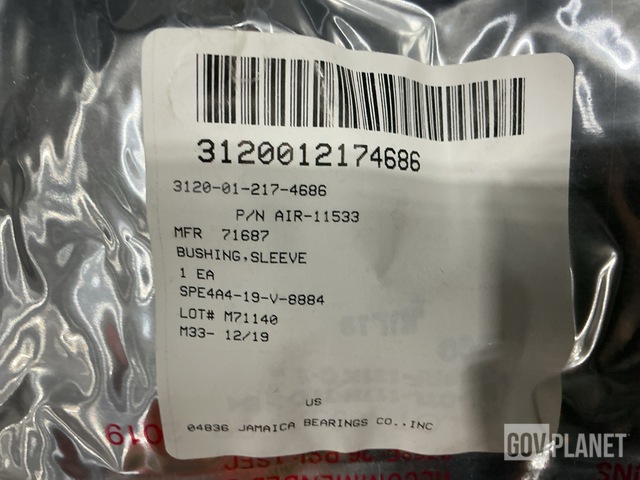 3120012174686
3120-01-217-4686
P/N AIR-11533
MFR 71687
BUSHING,SLEEVE
1 EA
SPE4A4-19-V-8884
LOT# M71140
M33- 12/19
US
04836 JAMAICA BEARINGS CO.,INC
019
GOVPLANET